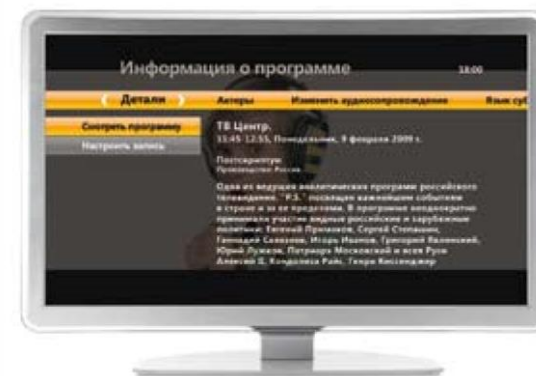 Информация о программе
18:00
Детали Актеры Изменить аудиосопровождение Язык суб
Смотреть программу
Настроить запись
ТВ Центр.
11:45-12:55, Понедельник, 9 февраля 2009 г.
Постскриптум
Производство: Россия
Одна из ведущих аналитических программ российского
телевидения. "P.S." посвящен важнейшим событиям
в стране и за ее пределами. В программе неоднократно
принимали участие видные российские и зарубежные
политики: Евгений Примаков, Сергей Степашин,
Геннадий Игорь Иванов, Григорий Явлинский,
Юрий Лужков, Патриарх Московский и всея Руси
Алексий II, Кондолиза Райс, Генри Киссенджер